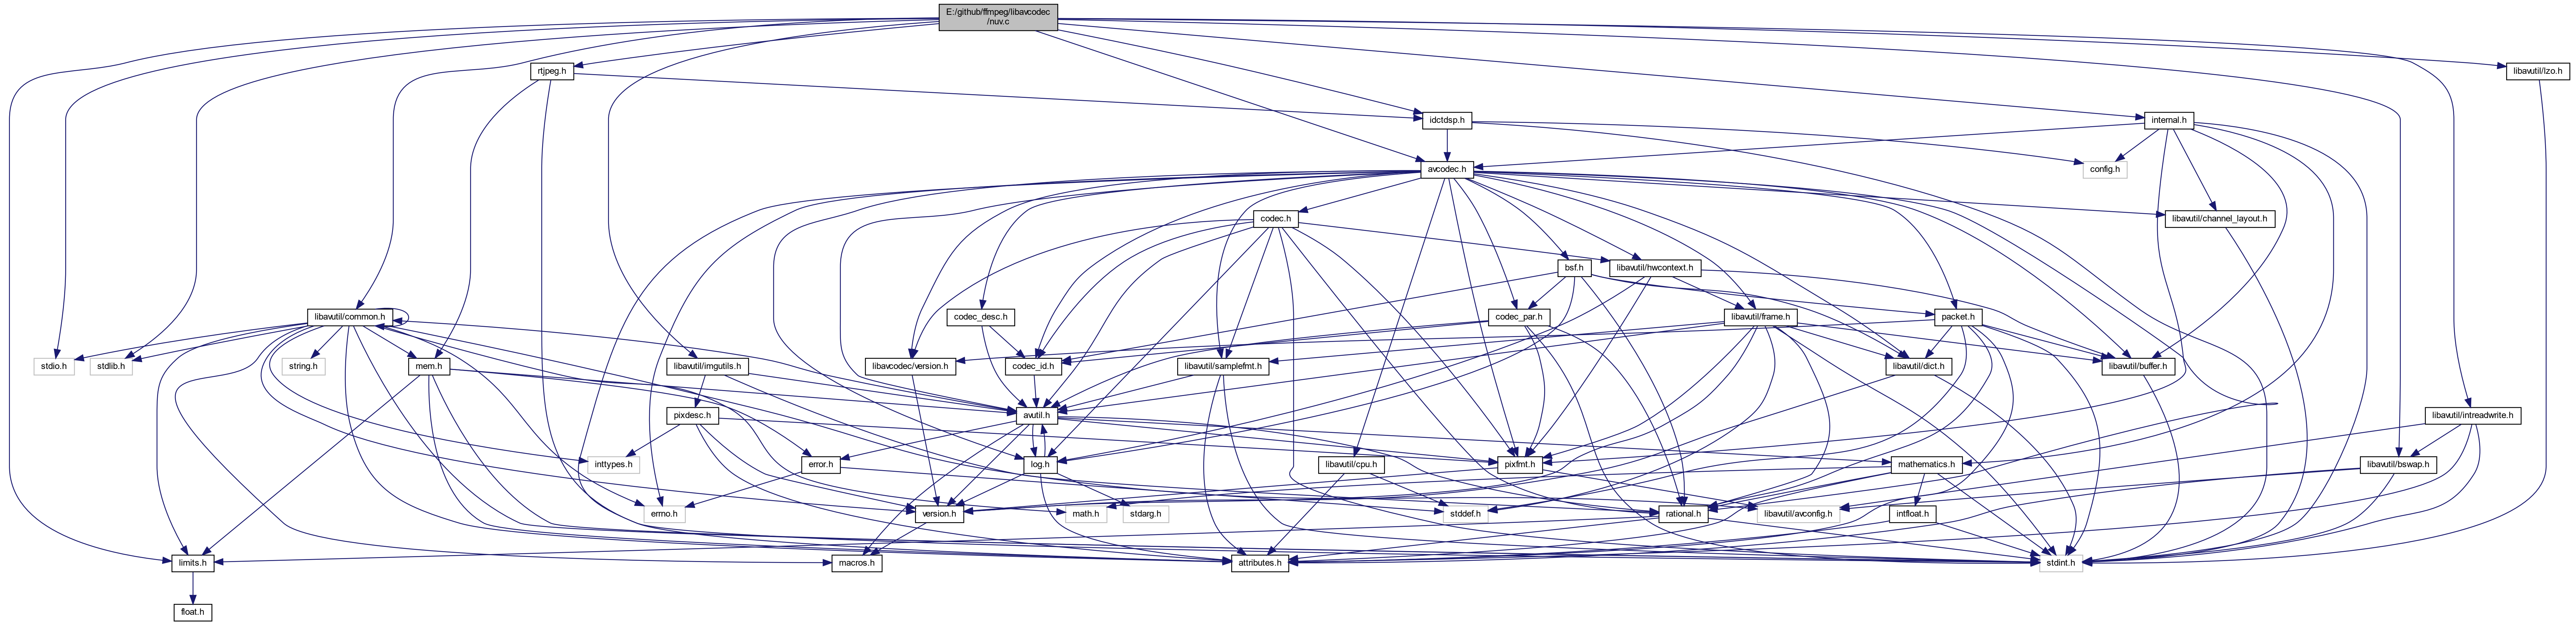 E:/github/ffmpeg/libavcodec
/nuv.c
rtjpeg.h
libavutil/lzo.h
idctdsp.h
internal.h
avcodec.h
config.h
codec.h
libavutil/channel_layout.h
bsf.h
libavutil/hwcontext.h
libavutil/common.h
codec_desc.h
codec_par.h
libavutil/frame.h
packet.h
stdio.h
stdlib.h
string.h
mem.h
libavutil/imgutils.h
libavcodec/version.h
codec_id.h
libavutil/samplefmt.h
libavutil/dict.h
libavutil/buffer.h
pixdesc.h
avutil.h
libavutil/intreadwrite.h
inttypes.h
error.h
log.h
libavutil/cpu.h
pixfmt.h
mathematics.h
libavutil/bswap.h
errno.h
version.h
math.h
stdarg.h
stddef.h
rational.h
libavutil/avconfig.h
intfloat.h
limits.h
macros.h
attributes.h
stdint.h
float.h